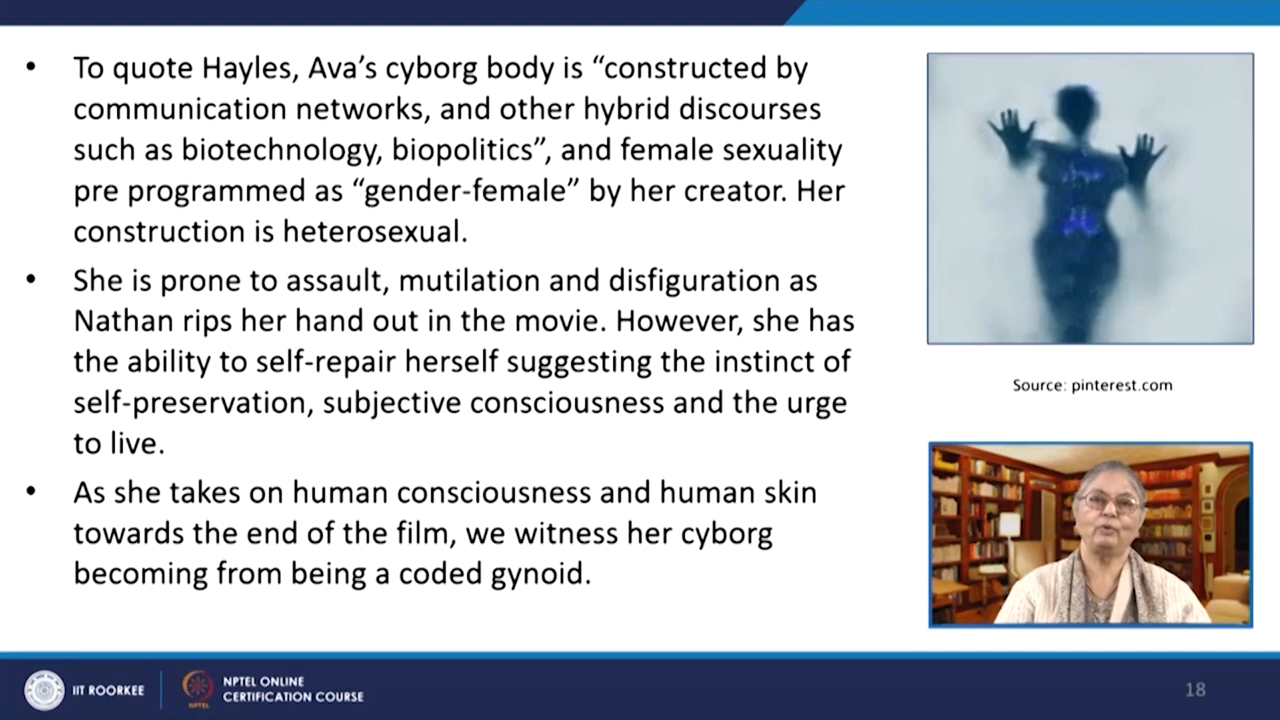 • To quote Hayles, Ava’s cyborg body is “constructed by
communication networks, and other hybrid discourses
such as biotechnology, biopolitics”, and female sexuality
pre programmed as “gender-female” by her creator. Her
construction is heterosexual.
• She is prone to assault, mutilation and disfiguration as
Nathan rips her hand out in the movie. However, she has
the ability to self-repair herself suggesting the instinct of
self-preservation, subjective consciousness and the urge
to live.
• As she takes on human consciousness and human skin
towards the end of the film, we witness her cyborg
becoming from being a coded gynoid.
Source: pinterest.com
IIT ROORKEE
NPTEL
NPTEL ONLINE
CERTIFICATION COURSE
18